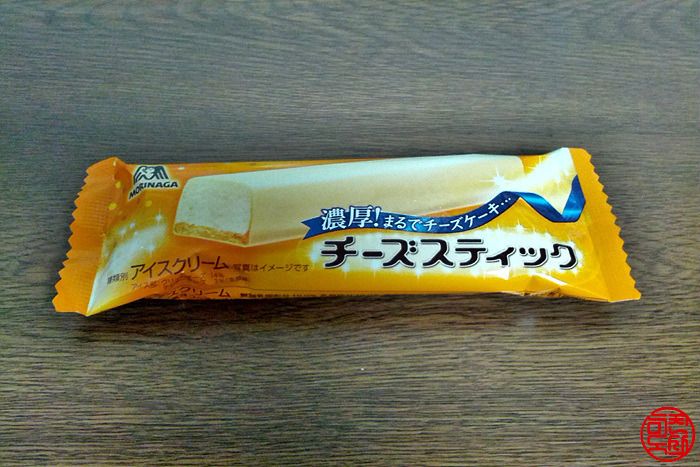 MORINAGA
濃厚!まるでチーズケーキ…
チーズスティック
種類別 アイスクリーム 写真はイメージです